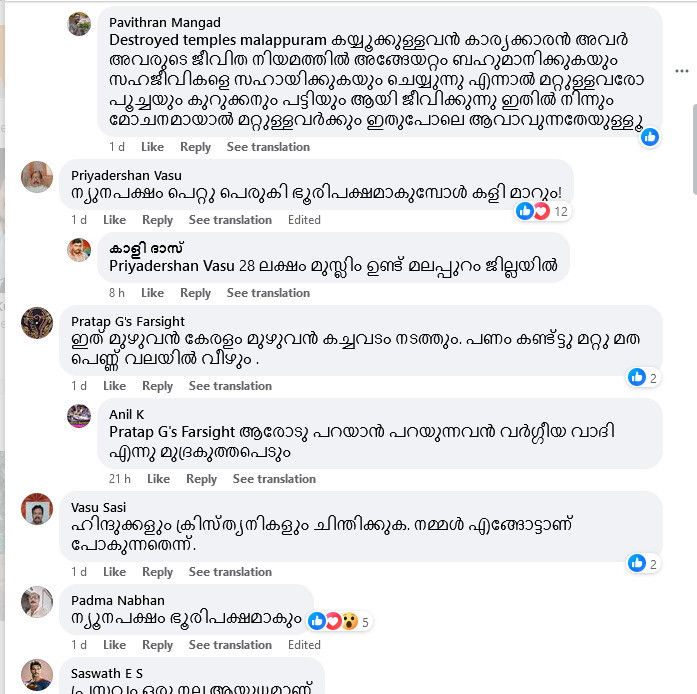 Pavithran Mangad
Destroyed temples malappuram കയ്യൂക്കുള്ളവൻ കാര്യക്കാരൻ അവർ
അവരുടെ ജീവിത നിയമത്തിൽ അങ്ങേയറ്റം ബഹുമാനിക്കുകയും
സഹജീവികളെ സഹായിക്കുകയും ചെയ്യുന്നു എന്നാൽ മറ്റുള്ളവരോ
പൂച്ചയും കുറുക്കനും പട്ടിയും ആയി ജീവിക്കുന്നു ഇതിൽ നിന്നും
മോചനമായാൽ മറ്റുള്ളവർക്കും ഇതുപോലെ ആവാവുന്നതേയുള്ളൂ
1 d Like Reply See translation
Priyadershan Vasu
ന്യുനപക്ഷം പെറ്റു പെരുകി ഭൂരിപക്ഷമാകുമ്പോൾ കളി മാറും!
12
1 d Like Reply See translation Edited
കാളി ദാസ്
Priyadershan Vasu 28 ലക്ഷം മുസ്ലിം ഉണ്ട് മലപ്പുറം ജില്ലയിൽ
8 h Like Reply See translation
Pratap G's Farsight
ഇത് മുഴുവൻ കേരളം മുഴുവൻ കച്ചവടം നടത്തും. പണം കണ്ട്ട്ടു മറ്റു മത
പെണ്ണ് വലയിൽ വീഴും .
2
1 d Like Reply See translation
Anil K
Pratap G's Farsight ആരോടു പറയാൻ പറയുന്നവൻ വർഗ്ഗീയ വാദി
എന്നു മുദ്രകുത്തപെടും
21 h Like Reply See translation
Vasu Sasi
ഹിന്ദുക്കളും ക്രിസ്ത്യനികളും ചിന്തിക്കുക. നമ്മൾ എങ്ങോട്ടാണ്
പോകുന്നതെന്ന്.
2
1 d Like Reply See translation
Padma Nabhan
ന്യൂനപക്ഷം ഭൂരിപക്ഷമാകും
5
1 d Like Reply See translation Edited
Saswath E S
പ്രസവം ഒരു നല്ല ആയുധമാണ്